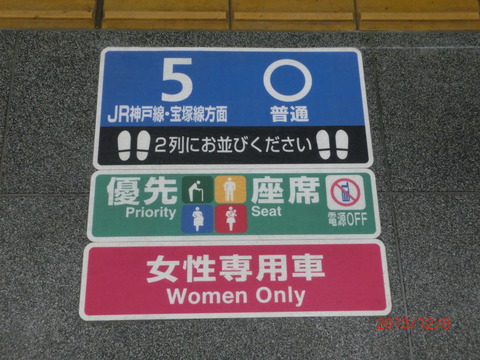 5 ○
JR神戸線・宝塚線方面 普通
2列にお並びください
優先 座席
Priority Seat
電源OFF
女性専用車
Women Only